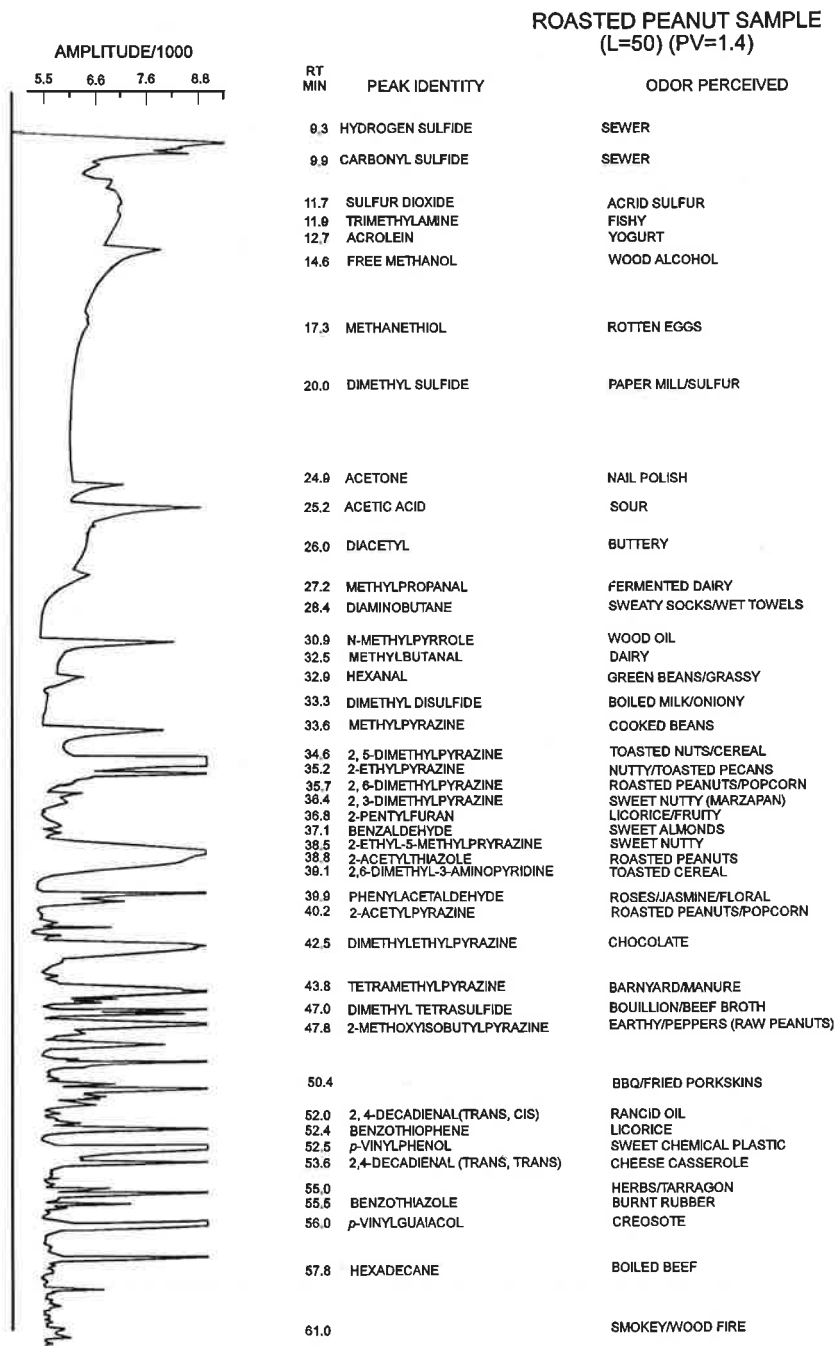 ROASTED PEANUT SAMPLE
(L=50) (PV=1.4)
AMPLITUDE/1000
5.5 6.6 7.6 8.8
RT MIN PEAK IDENTITY ODOR PERCEIVED
9.3 HYDROGEN SULFIDE SEWER
9.9 CARBONYL SULFIDE SEWER
11.7 SULFUR DIOXIDE ACRID SULFUR
11.9 TRIMETHYLAMINE FISHY
12.7 ACROLEIN YOGURT
14.6 FREE METHANOL WOOD ALCOHOL
17.3 METHANETHIOL ROTTEN EGGS
20.0 DIMETHYL SULFIDE PAPER MILL/SULFUR
24.9 ACETONE NAIL POLISH
25.2 ACETIC ACID SOUR
26.0 DIACETYL BUTTERY
27.2 METHYLPROPANAL FERMENTED DAIRY
28.4 DIAMINOBUTANE SWEATY SOCKS/WET TOWELS
30.9 N-METHYLPYRROLE WOOD OIL
32.5 METHYLBUTANAL DAIRY
32.9 HEXANAL GREEN BEANS/GRASSY
33.3 DIMETHYL DISULFIDE BOILED MILK/ONIONY
33.6 METHYLPYRAZINE COOKED BEANS
34.6 2, 5-DIMETHYLPYRAZINE TOASTED NUTS/CEREAL
35.2 2-ETHYLPYRAZINE NUTTY/TOASTED PECANS
35.7 2, 6-DIMETHYLPYRAZINE ROASTED PEANUTS/POPCORN
36.4 2, 3-DIMETHYLPYRAZINE SWEET NUTTY (MARZAPAN)
36.8 2-PENTYLFURAN LICORICE/FRUITY
37.1 BENZALDEHYDE SWEET ALMONDS
38.5 2-ETHYL-5-METHYLPRYRAZINE SWEET NUTTY
38.8 2-ACETYLTHIAZOLE ROASTED PEANUTS
39.1 2,6-DIMETHYL-3-AMINOPYRIDINE TOASTED CEREAL
39.9 PHENYLACETALDEHYDE ROSES/JASMINE/FLORAL
40.2 2-ACETYLPYRAZINE ROASTED PEANUTS/POPCORN
42.5 DIMETHYLETHYLPYRAZINE CHOCOLATE
43.8 TETRAMETHYLPYRAZINE BARNYARD/MANURE
47.0 DIMETHYL TETRASULFIDE BOUILLION/BEEF BROTH
47.8 2-METHOXYISOBUTYLPYRAZINE EARTHY/PEPPERS (RAW PEANUTS)
50.4 BBQ/FRIED PORKSKINS
52.0 2, 4-DECADIENAL(TRANS, CIS) RANCID OIL
52.4 BENZOTHIOPHENE LICORICE
52.5 p-VINYLPHENOL SWEET CHEMICAL PLASTIC
53.6 2,4-DECADIENAL (TRANS, TRANS) CHEESE CASSEROLE
55.0 HERBS/TARRAGON
55.5 BENZOTHIAZOLE BURNT RUBBER
56.0 p-VINYLGUAIACOL CREOSOTE
57.8 HEXADECANE BOILED BEEF
61.0 SMOKEY/WOOD FIRE